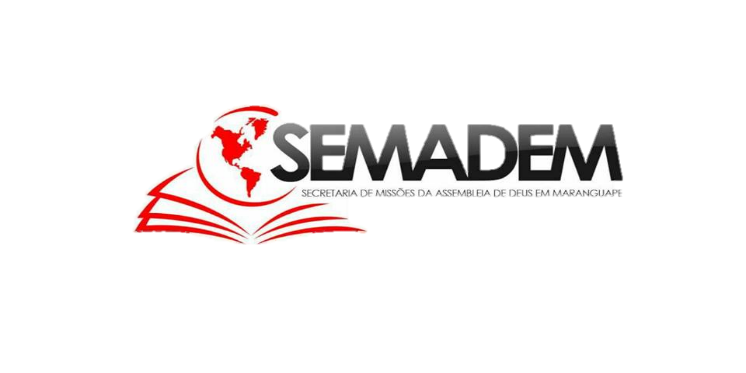 SEMADEM
SECRETARIA DE MISSÕES DA ASSEMBLEIA DE DEUS EM MARANGUAPE